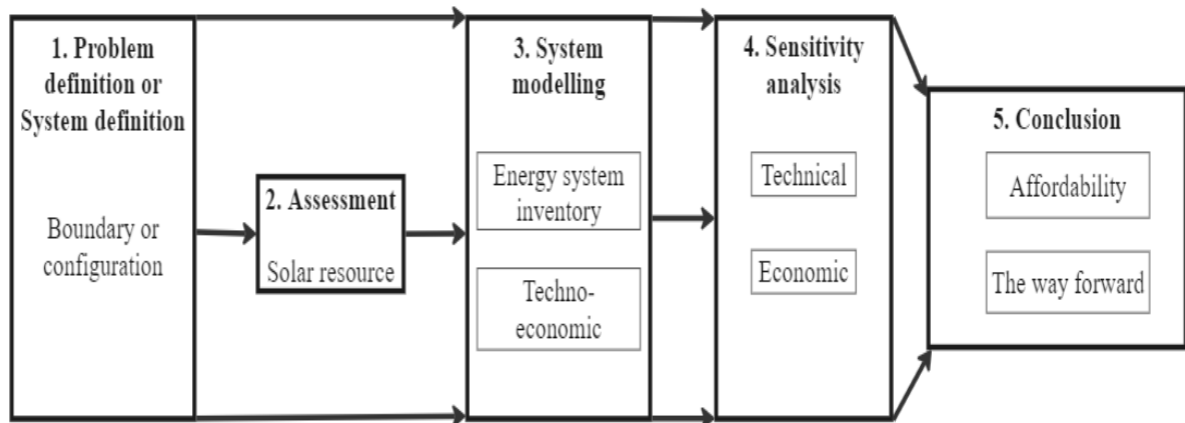 1. Problem
definition or
System definition
Boundary or
configuration
2. Assessment
Solar resource
3. System
modelling
Energy system
inventory
Techno-
economic
4. Sensitivity
analysis
Technical
Economic
5. Conclusion
Affordability
The way forward